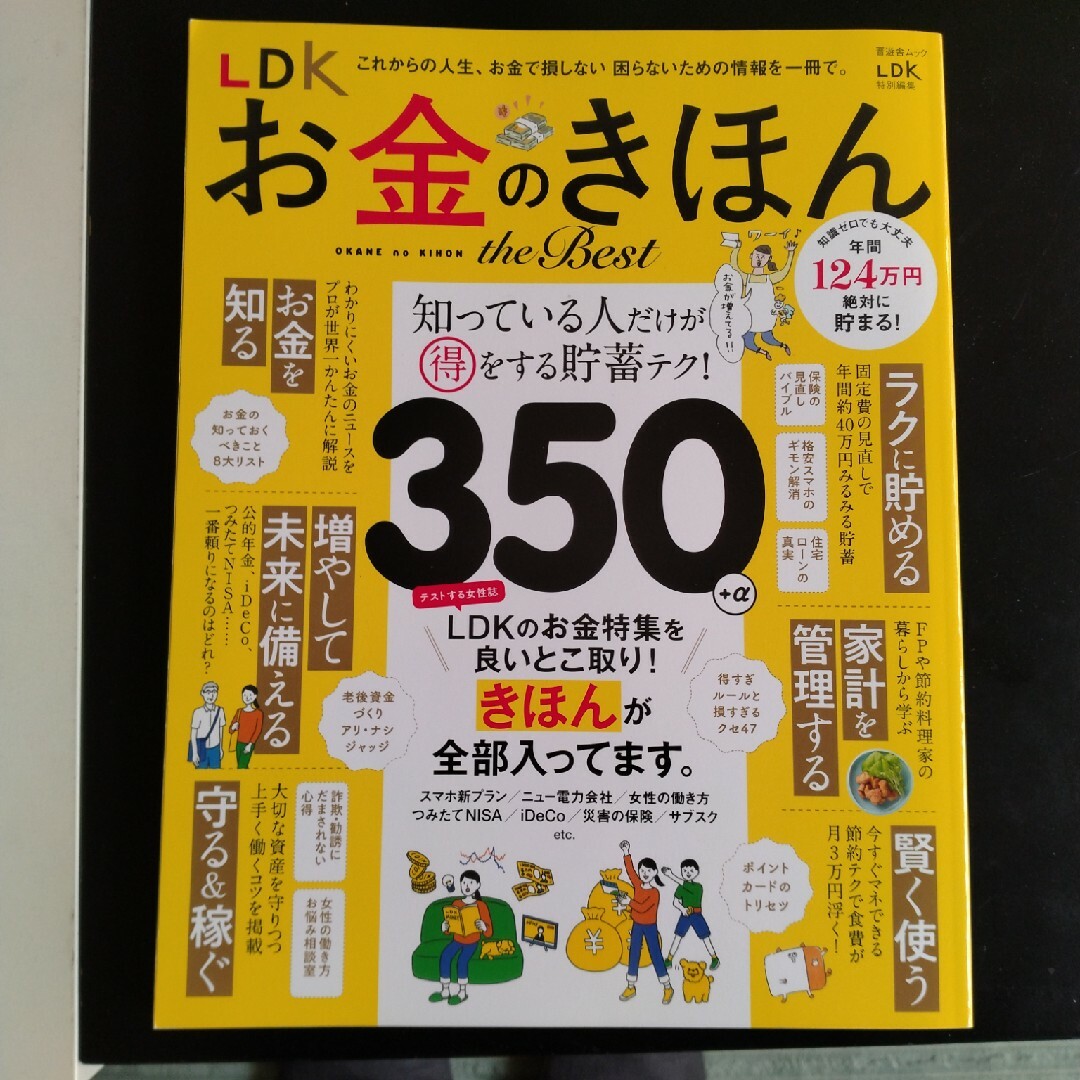 LDK
これからの人生、お金で損しない 困らないための情報を一冊で。
晋遊舎ムック
LDK
特別編集
お金のきほん
OKANE no KIHON
the Best
ワーイ♪
お金が増えてる!!
知識ゼロでも大丈夫
年間
124万円
絶対に
貯まる!
お金を
知る
わかりにくいお金のニュースを
プロが世界一かんたんに解説
お金の
知っておく
べきこと
8大リスト
知っている人だけが
得をする貯蓄テク!
350
+α
ラクに貯める
固定費の見直しで
年間約40万円みるみる貯蓄
保険の
見直し
バイブル
格安スマホの
ギモン解消
住宅
ローンの
真実
増やして
未来に備える
公的年金、iDeCo、
つみたてNISA……
一番頼りになるのはどれ?
老後資金
づくり
アリ・ナシ
ジャッジ
テストする女性誌
LDKのお金特集を
良いとこ取り!
きほんが
全部入ってます。
スマホ新プラン/ニュー電力会社/女性の働き方
つみたてNISA/iDeCo/災害の保険/サブスク
etc.
家計を
管理する
FPや節約料理家の
暮らしから学ぶ
得すぎ
ルールと
損すぎる
クセ47
守る&稼ぐ
大切な資産を守りつつ
上手く働くコツを掲載
詐欺・勧誘に
だまされない
心得
女性の働き方
お悩み相談室
賢く使う
今すぐマネできる
節約テクで食費が
月3万円浮く!
ポイント
カードの
トリセツ
¥
¥